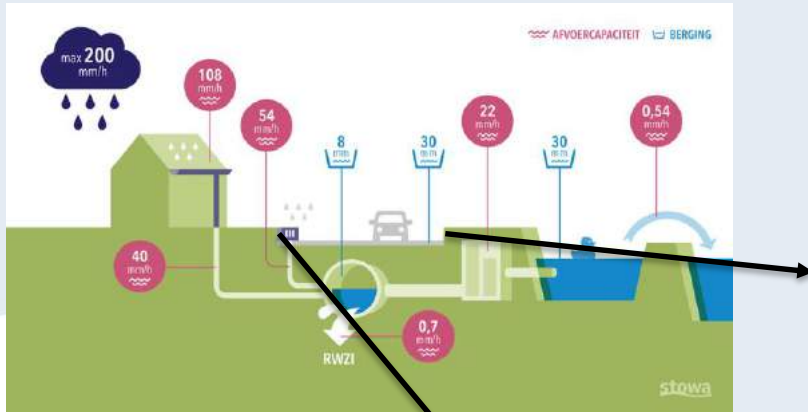 max 200
mm/h
AFVOERCAPACITEIT BERGING
108
mm/h
54
mm/h
8
mm
30
mm
22
mm/h
30
mm
0,54
mm/h
40
mm/h
0,7
mm/h
RWZI
stowa